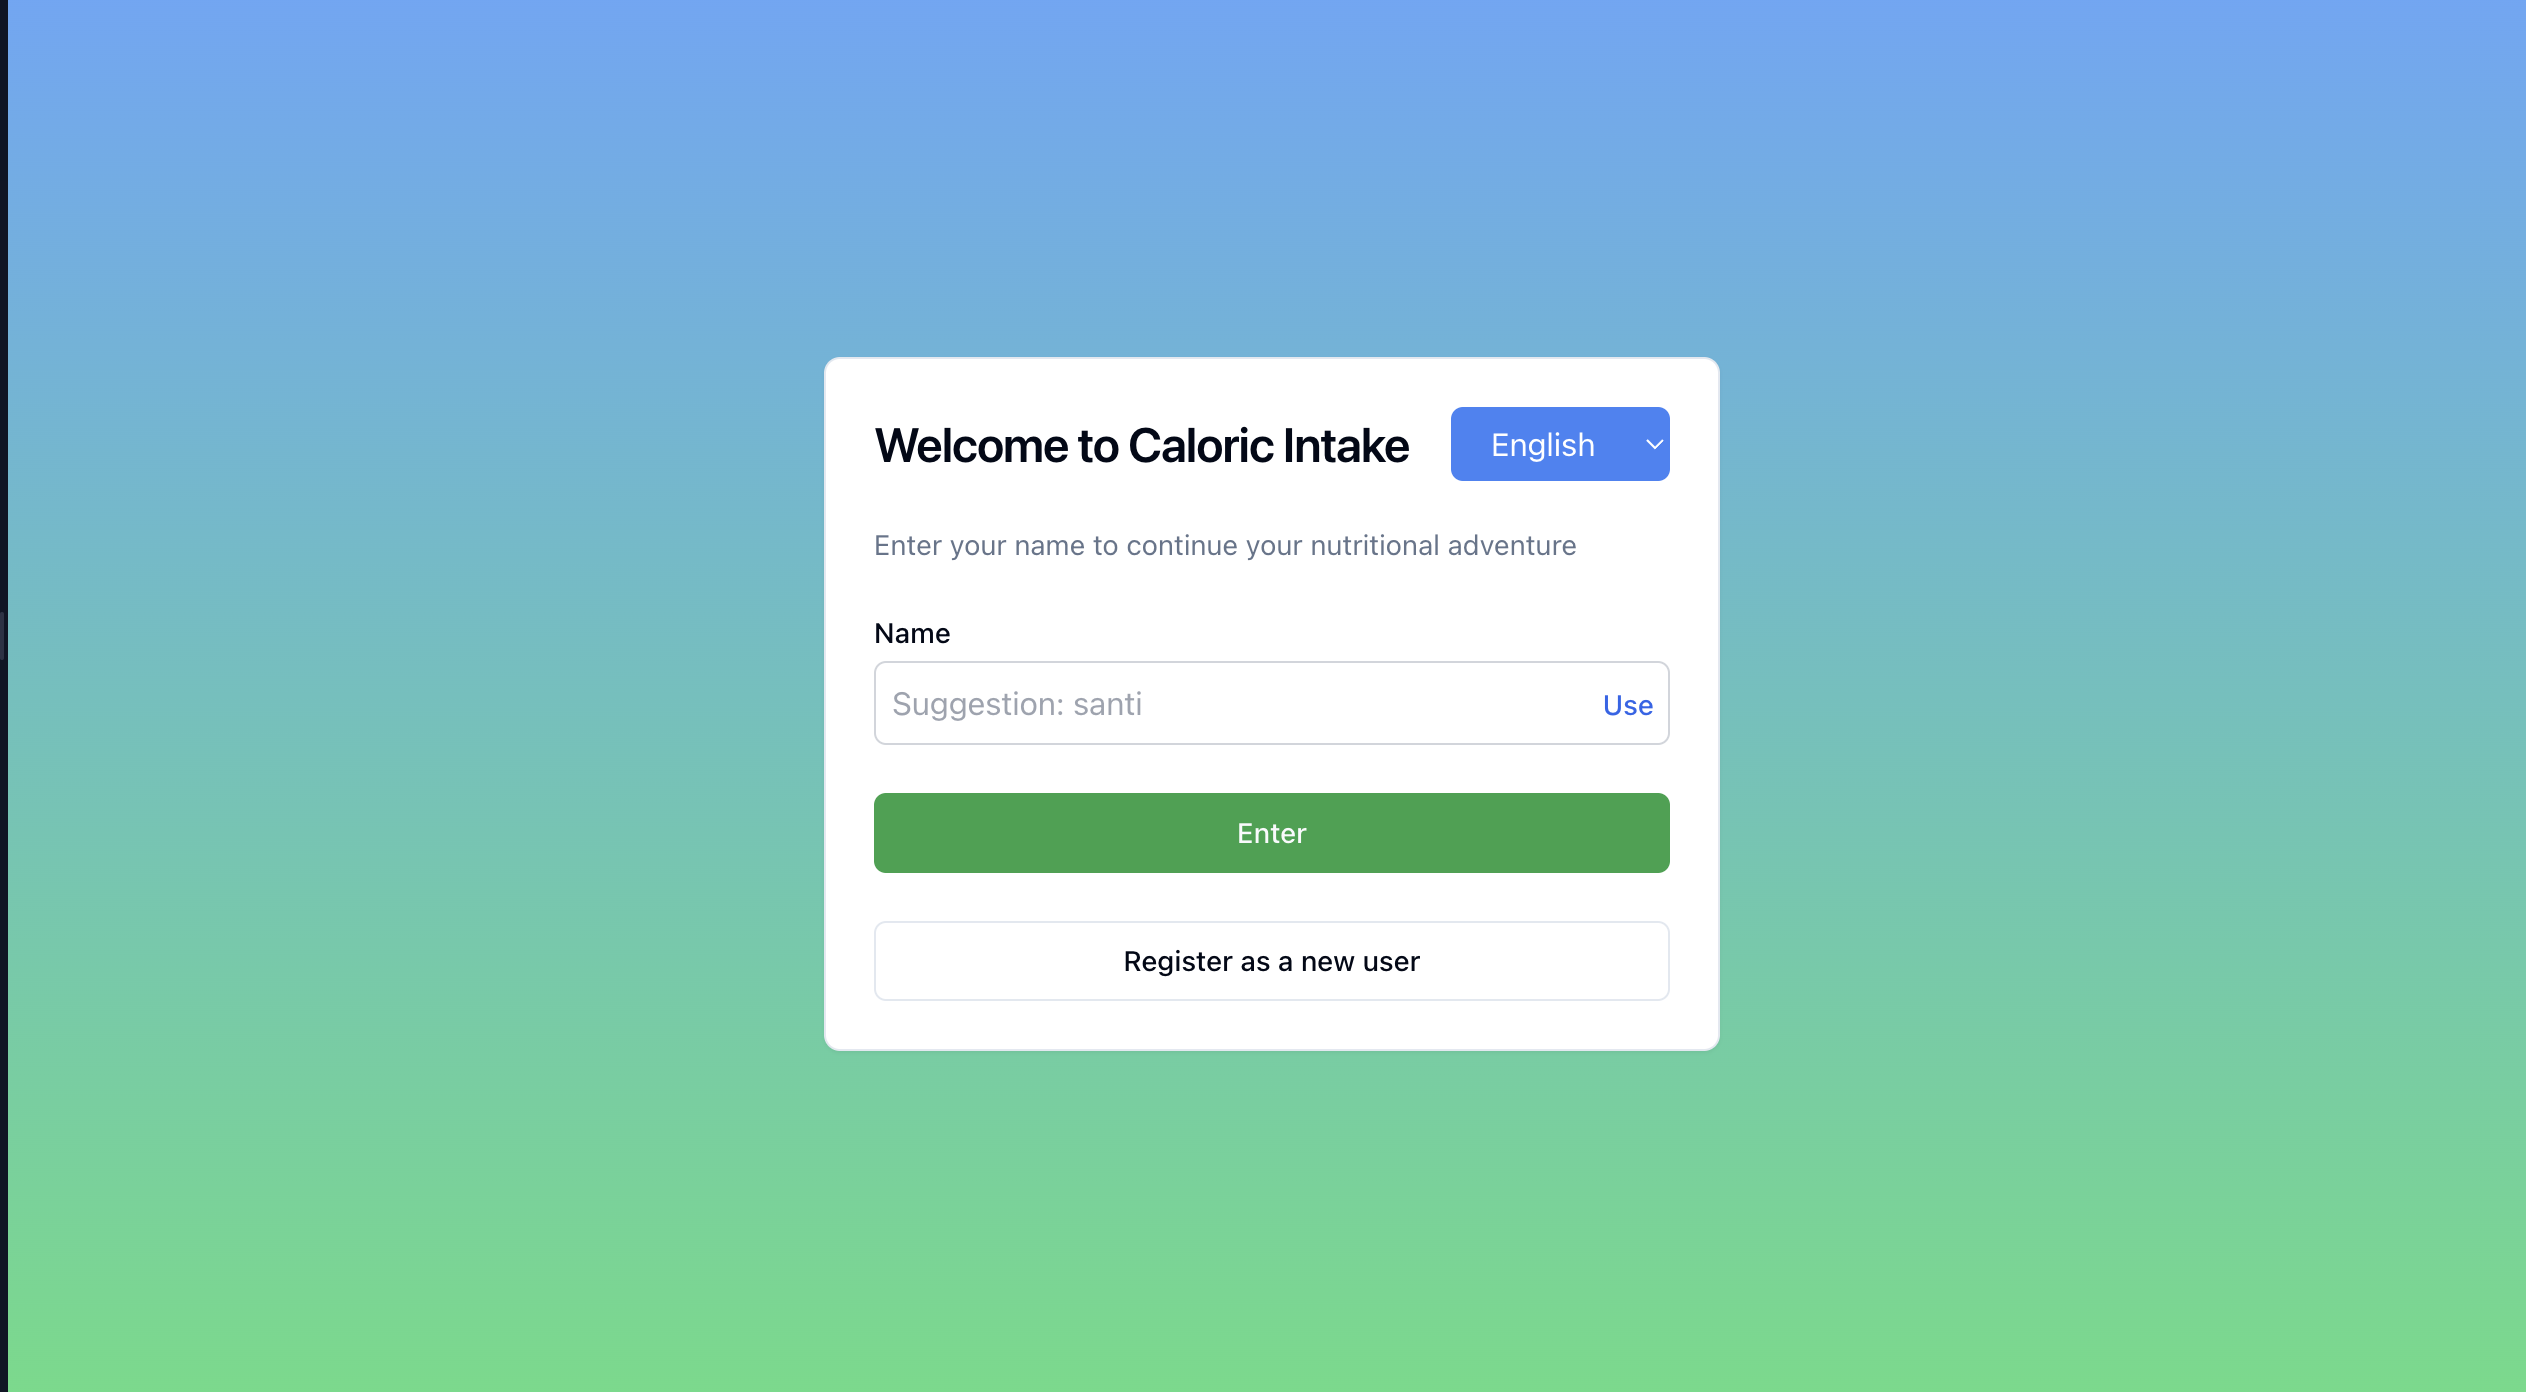 Welcome to Caloric Intake
English
Enter your name to continue your nutritional adventure
Name
Suggestion: santi
Use
Enter
Register as a new user